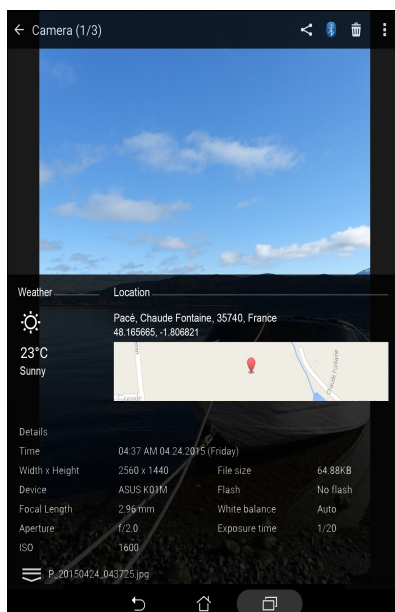 Camera (1/3)
Weather Location
Pacé, Chaude Fontaine, 35740, France
48.165665, -1.806821
23°C
Sunny
Chaude Fontaine
Google
Details
Time 04:37 AM 04.24.2015 (Friday)
Width x Height 2560 x 1440 File size 64.88KB
Device ASUS K01M Flash No flash
Focal Length 2.96 mm White balance Auto
Aperture f/2.0 Exposure time 1/20
ISO 1600
P_20150424_043725.jpg